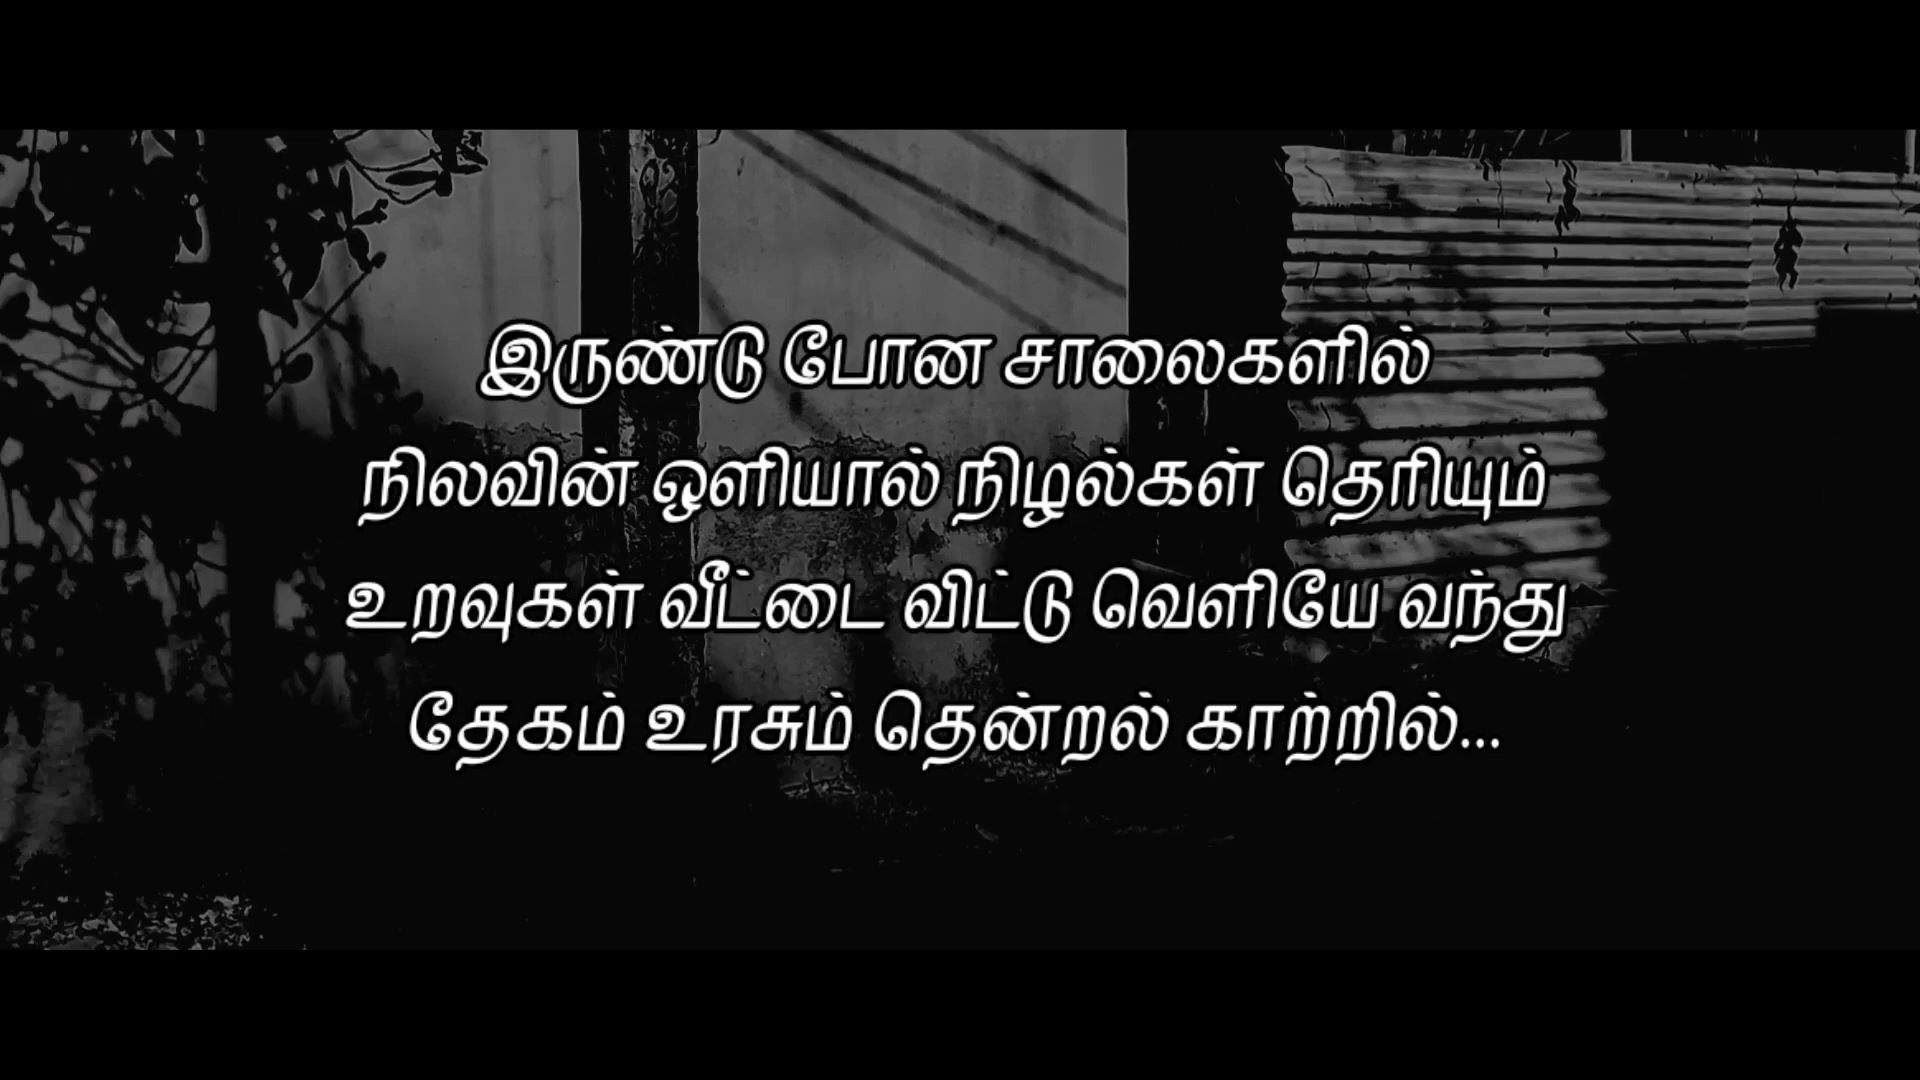 இருண்டு போன சாலைகளில்
நிலவின் ஒளியால் நிழல்கள் தெரியும்
உறவுகள் வீட்டை விட்டு வெளியே வந்து
தேகம் உரசும் தென்றல் காற்றில்...